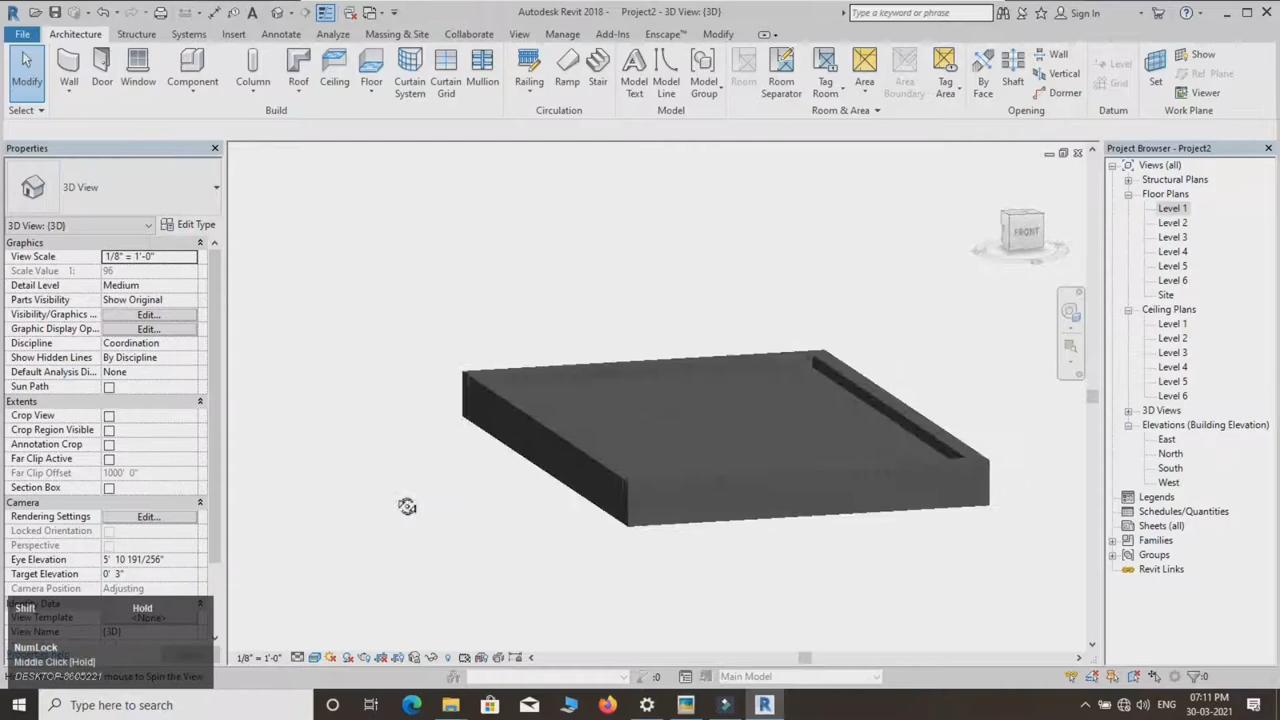 Autodesk Revit 2018 - Project2 - 3D View: {3D}
Type a keyword or phrase
Sign In
File Architecture Structure Systems Insert Annotate Analyze Massing & Site Collaborate View Manage Add-Ins Enscape™ Modify
Modify Wall Door Window Component Column Roof Ceiling Floor Curtain System Curtain Grid Mullion Railing Ramp Stair Model Text Model Line Model Group Room Room Separator Tag Room Area Area Boundary Tag Area By Face Shaft Wall Vertical Dormer Level Grid Set Show Ref Plane Viewer
Select Build Circulation Model Room & Area Opening Datum Work Plane
Properties
3D View
3D View: {3D} Edit Type
Graphics
View Scale 1/8" = 1'-0"
Scale Value 1: 96
Detail Level Medium
Parts Visibility Show Original
Visibility/Graphics ... Edit...
Graphic Display Op... Edit...
Discipline Coordination
Show Hidden Lines By Discipline
Default Analysis Di... None
Sun Path
Extents
Crop View
Crop Region Visible
Annotation Crop
Far Clip Active
Far Clip Offset 1000' 0"
Section Box
Camera
Rendering Settings Edit...
Locked Orientation
Perspective
Eye Elevation 5' 10 191/256"
Target Elevation 0' 3"
Camera Position Adjusting
Identity Data
View Template <None>
View Name {3D}
Shift Hold
NumLock
Middle Click [Hold]
DESKTOP-8605221
mouse to Spin the View.
FRONT
Project Browser - Project2
Views (all)
Structural Plans
Floor Plans
Level 1
Level 2
Level 3
Level 4
Level 5
Level 6
Site
Ceiling Plans
Level 1
Level 2
Level 3
Level 4
Level 5
Level 6
3D Views
Elevations (Building Elevation)
East
North
South
West
Legends
Schedules/Quantities
Sheets (all)
Families
Groups
Revit Links
1/8" = 1'-0"
:0 Main Model :0
Type here to search
ENG
07:11 PM
30-03-2021